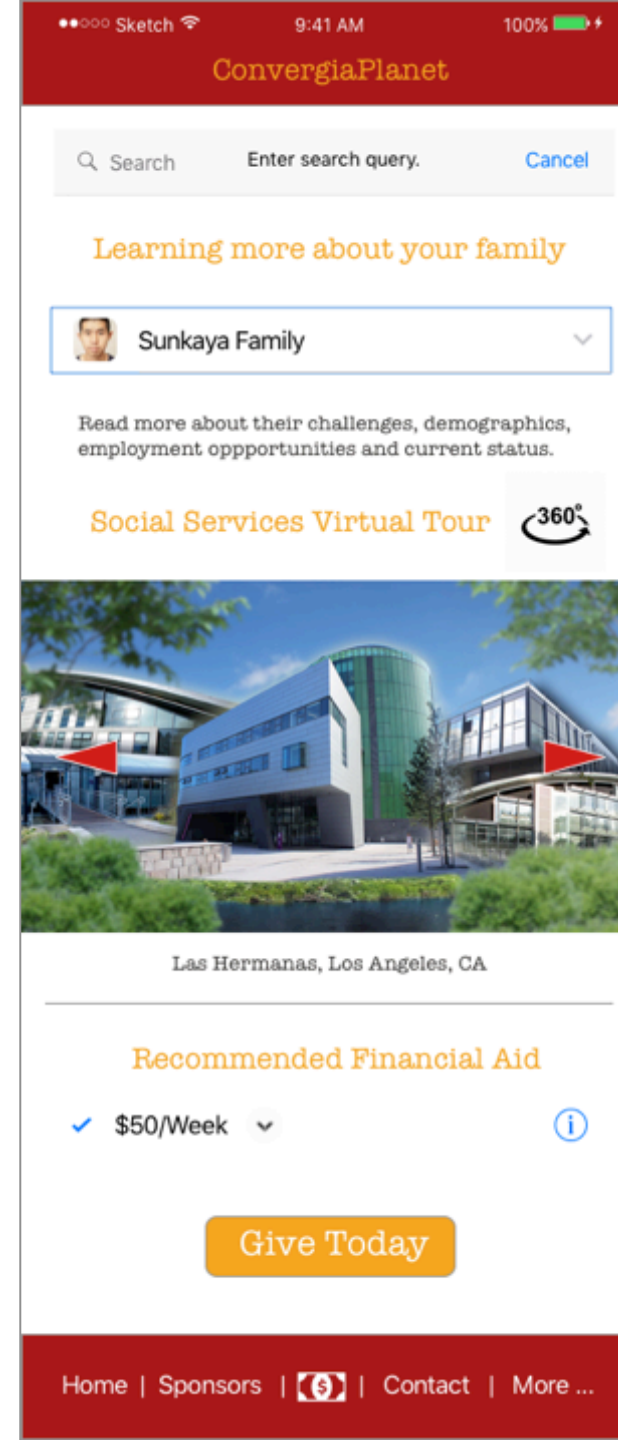 Sketch 9:41 AM 100%
ConvergiaPlanet
Search Enter search query. Cancel
Learning more about your family
Sunkaya Family
Read more about their challenges, demographics,
employment oppportunities and current status.
Social Services Virtual Tour 360°
Las Hermanas, Los Angeles, CA
Recommended Financial Aid
$50/Week i
Give Today
Home | Sponsors | $ | Contact | More ...